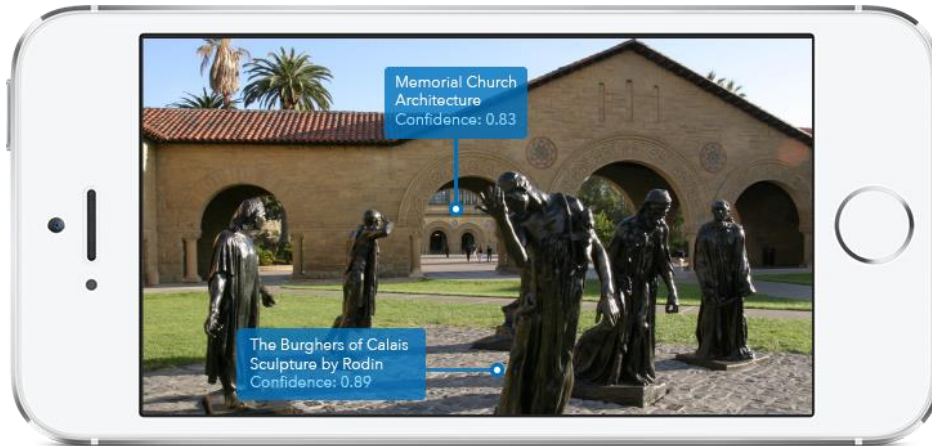 Memorial Church
Architecture
Confidence: 0.83
The Burghers of Calais
Sculpture by Rodin
Confidence: 0.89